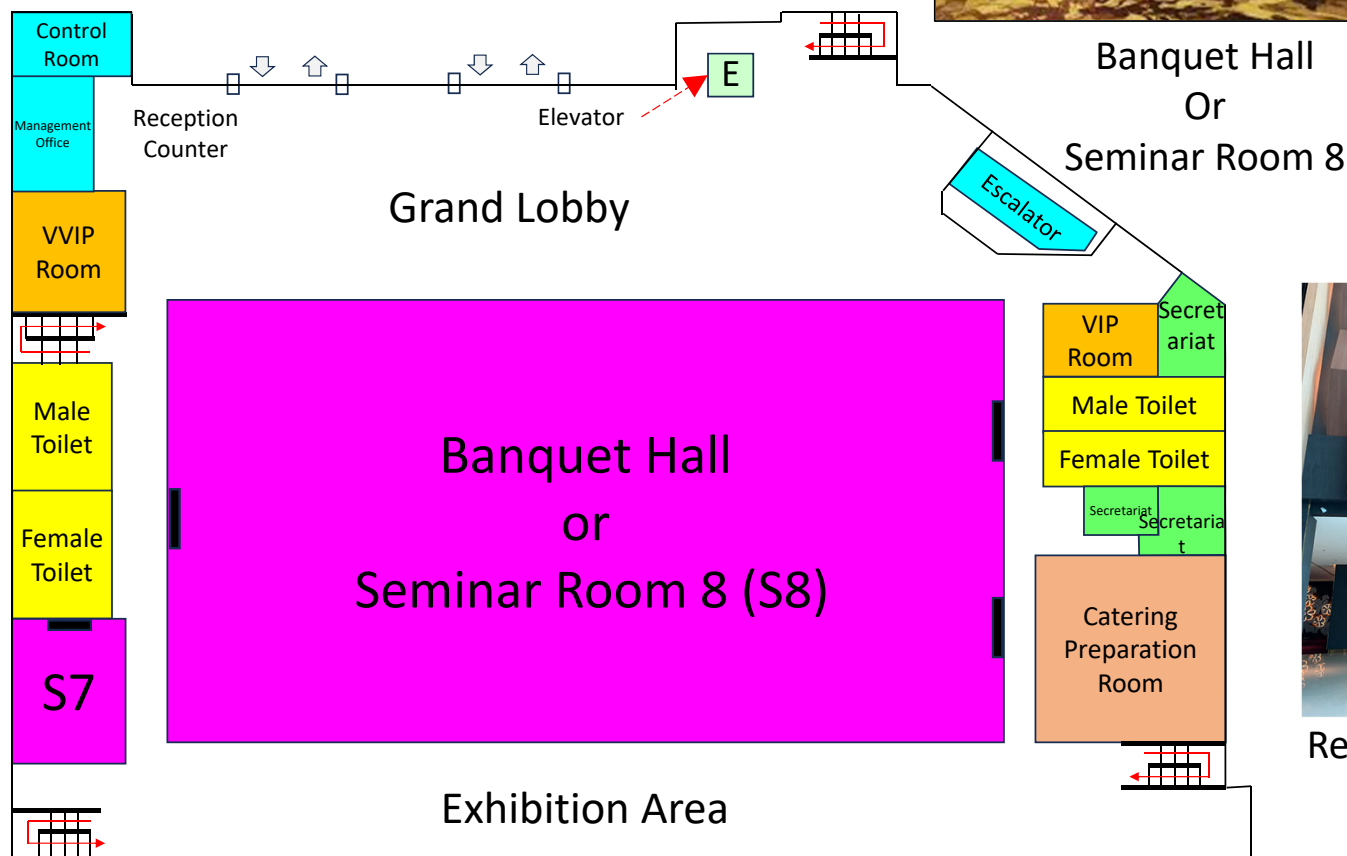 Control
Room
Management
Office
Reception
Counter
Elevator
E
Banquet Hall
Or
Seminar Room 8
Grand Lobby
Escalator
VVIP
Room
VIP
Room
Secret
ariat
Male
Toilet
Male Toilet
Female Toilet
Banquet Hall
or
Seminar Room 8 (S8)
Secretariat
Secretaria
t
Female
Toilet
Catering
Preparation
Room
S7
Re
Exhibition Area